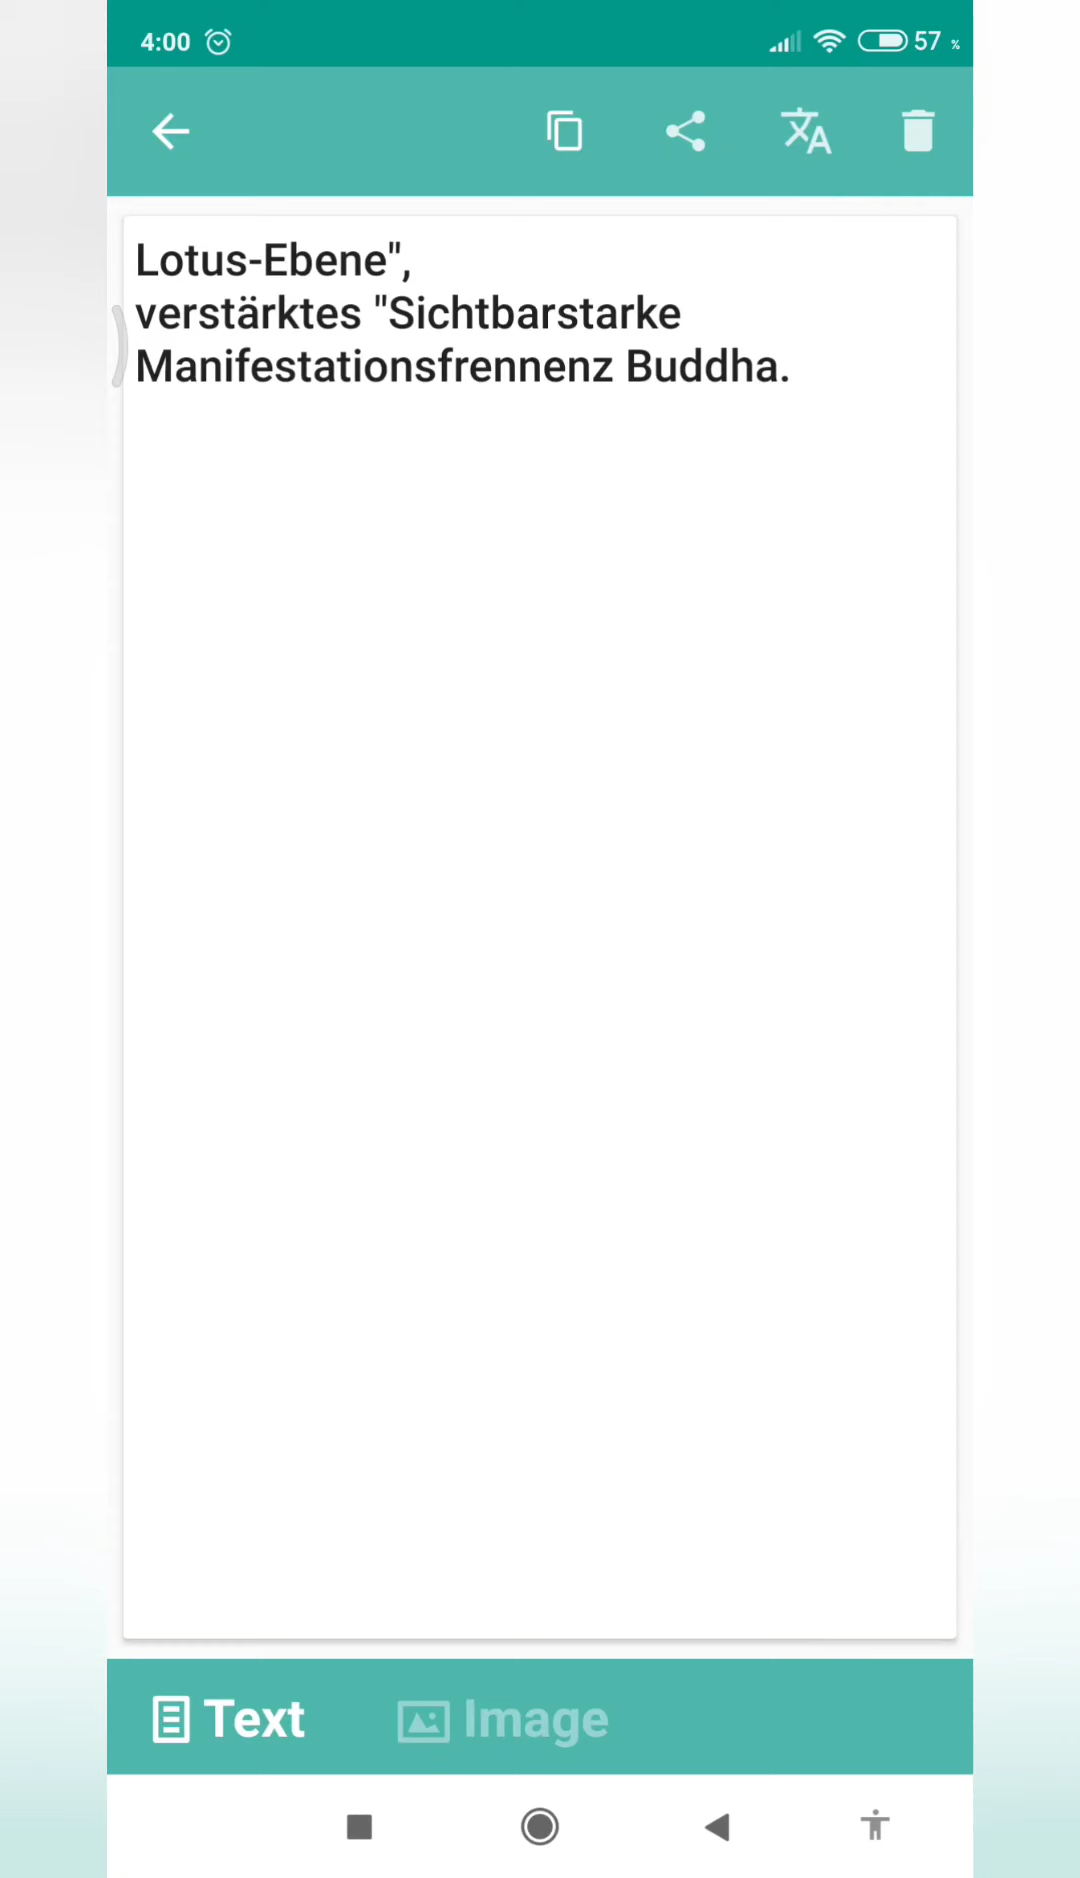 4:00 57 %
Lotus-Ebene",
verstärktes "Sichtbarstarke
Manifestationsfrennenz Buddha.
Text Image